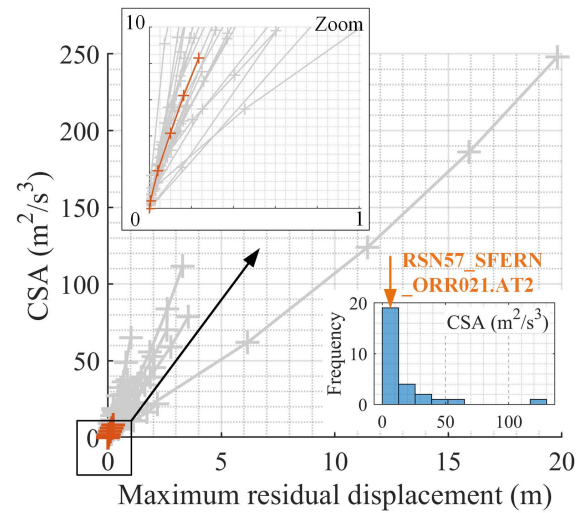 10
Zoom
0
1
250
200
150
100
50
0
CSA (m²/s³)
RSN57_SFERN
_ORR021.AT2
20
10
0
Frequency
CSA (m²/s³)
0
50
100
0
5
10
15
20
Maximum residual displacement (m)